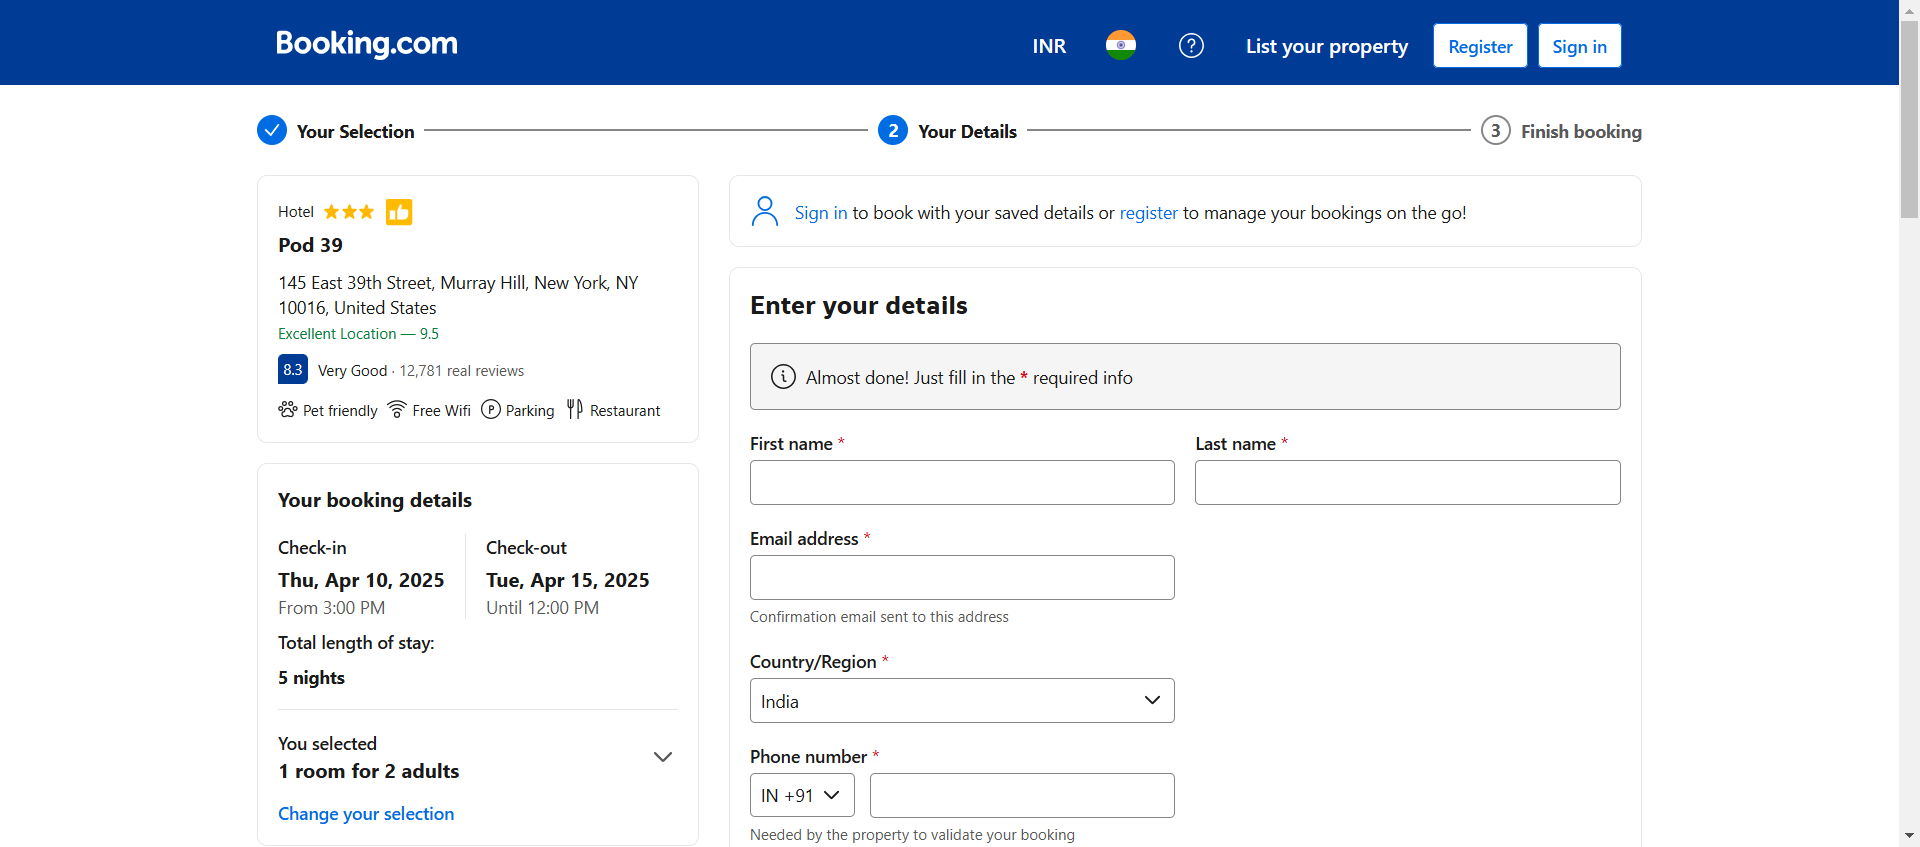 Booking.com
INR
List your property
Register
Sign in
Your Selection
2 Your Details
3 Finish booking
Hotel
Pod 39
145 East 39th Street, Murray Hill, New York, NY
10016, United States
Excellent Location — 9.5
8.3 Very Good · 12,781 real reviews
Pet friendly Free Wifi P Parking Restaurant
Your booking details
Check-in
Thu, Apr 10, 2025
From 3:00 PM
Check-out
Tue, Apr 15, 2025
Until 12:00 PM
Total length of stay:
5 nights
You selected
1 room for 2 adults
Change your selection
Sign in to book with your saved details or register to manage your bookings on the go!
Enter your details
Almost done! Just fill in the * required info
First name *
Last name *
Email address *
Confirmation email sent to this address
Country/Region *
India
Phone number *
IN +91
Needed by the property to validate your booking